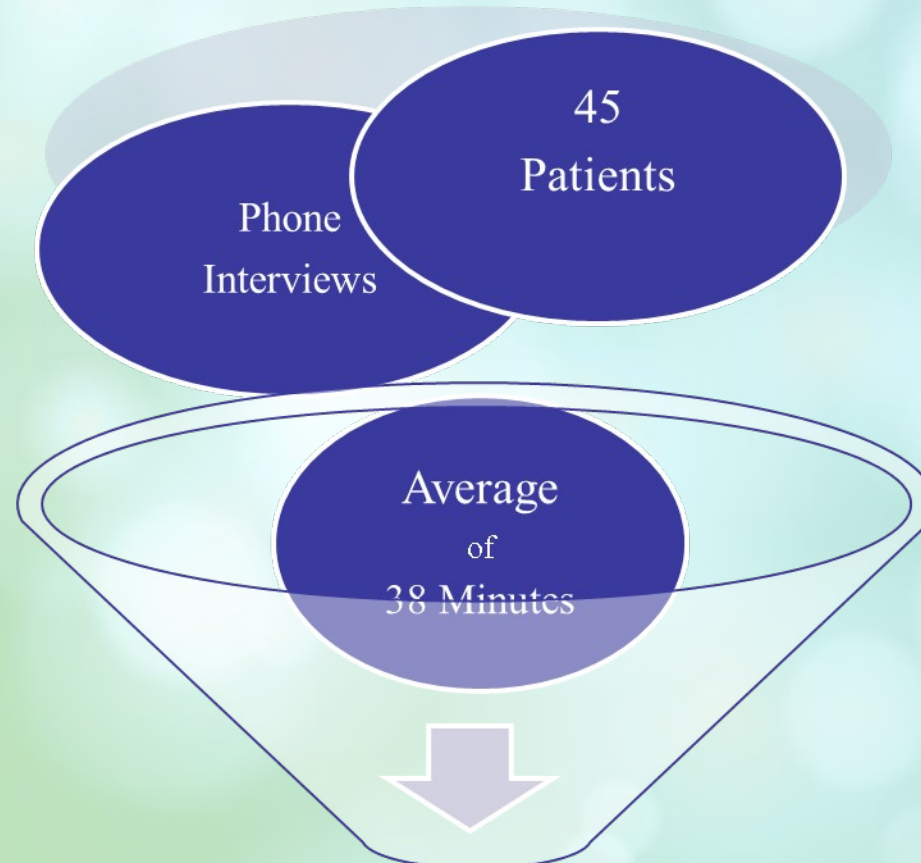 45
Patients
Phone
Interviews
Average
of
38 Minutes